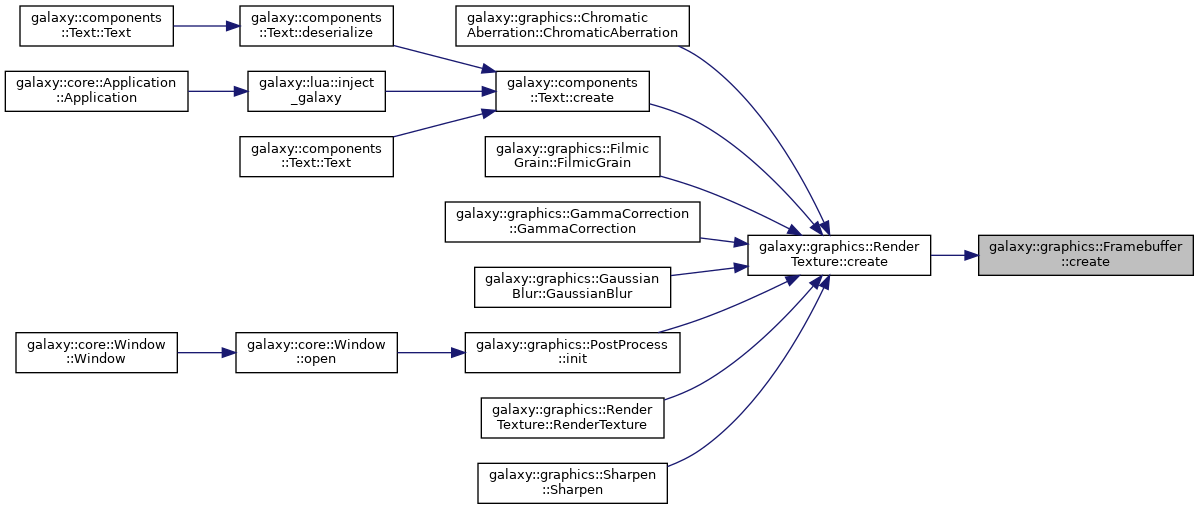 galaxy::components
::Text::Text
galaxy::components
::Text::deserialize
galaxy::graphics::Chromatic
Aberration::ChromaticAberration
galaxy::core::Application
::Application
galaxy::lua::inject
_galaxy
galaxy::components
::Text::create
galaxy::components
::Text::Text
galaxy::graphics::Filmic
Grain::FilmicGrain
galaxy::graphics::GammaCorrection
::GammaCorrection
galaxy::graphics::Render
Texture::create
galaxy::graphics::Framebuffer
::create
galaxy::graphics::Gaussian
Blur::GaussianBlur
galaxy::core::Window
::Window
galaxy::core::Window
::open
galaxy::graphics::PostProcess
::init
galaxy::graphics::Render
Texture::RenderTexture
galaxy::graphics::Sharpen
::Sharpen